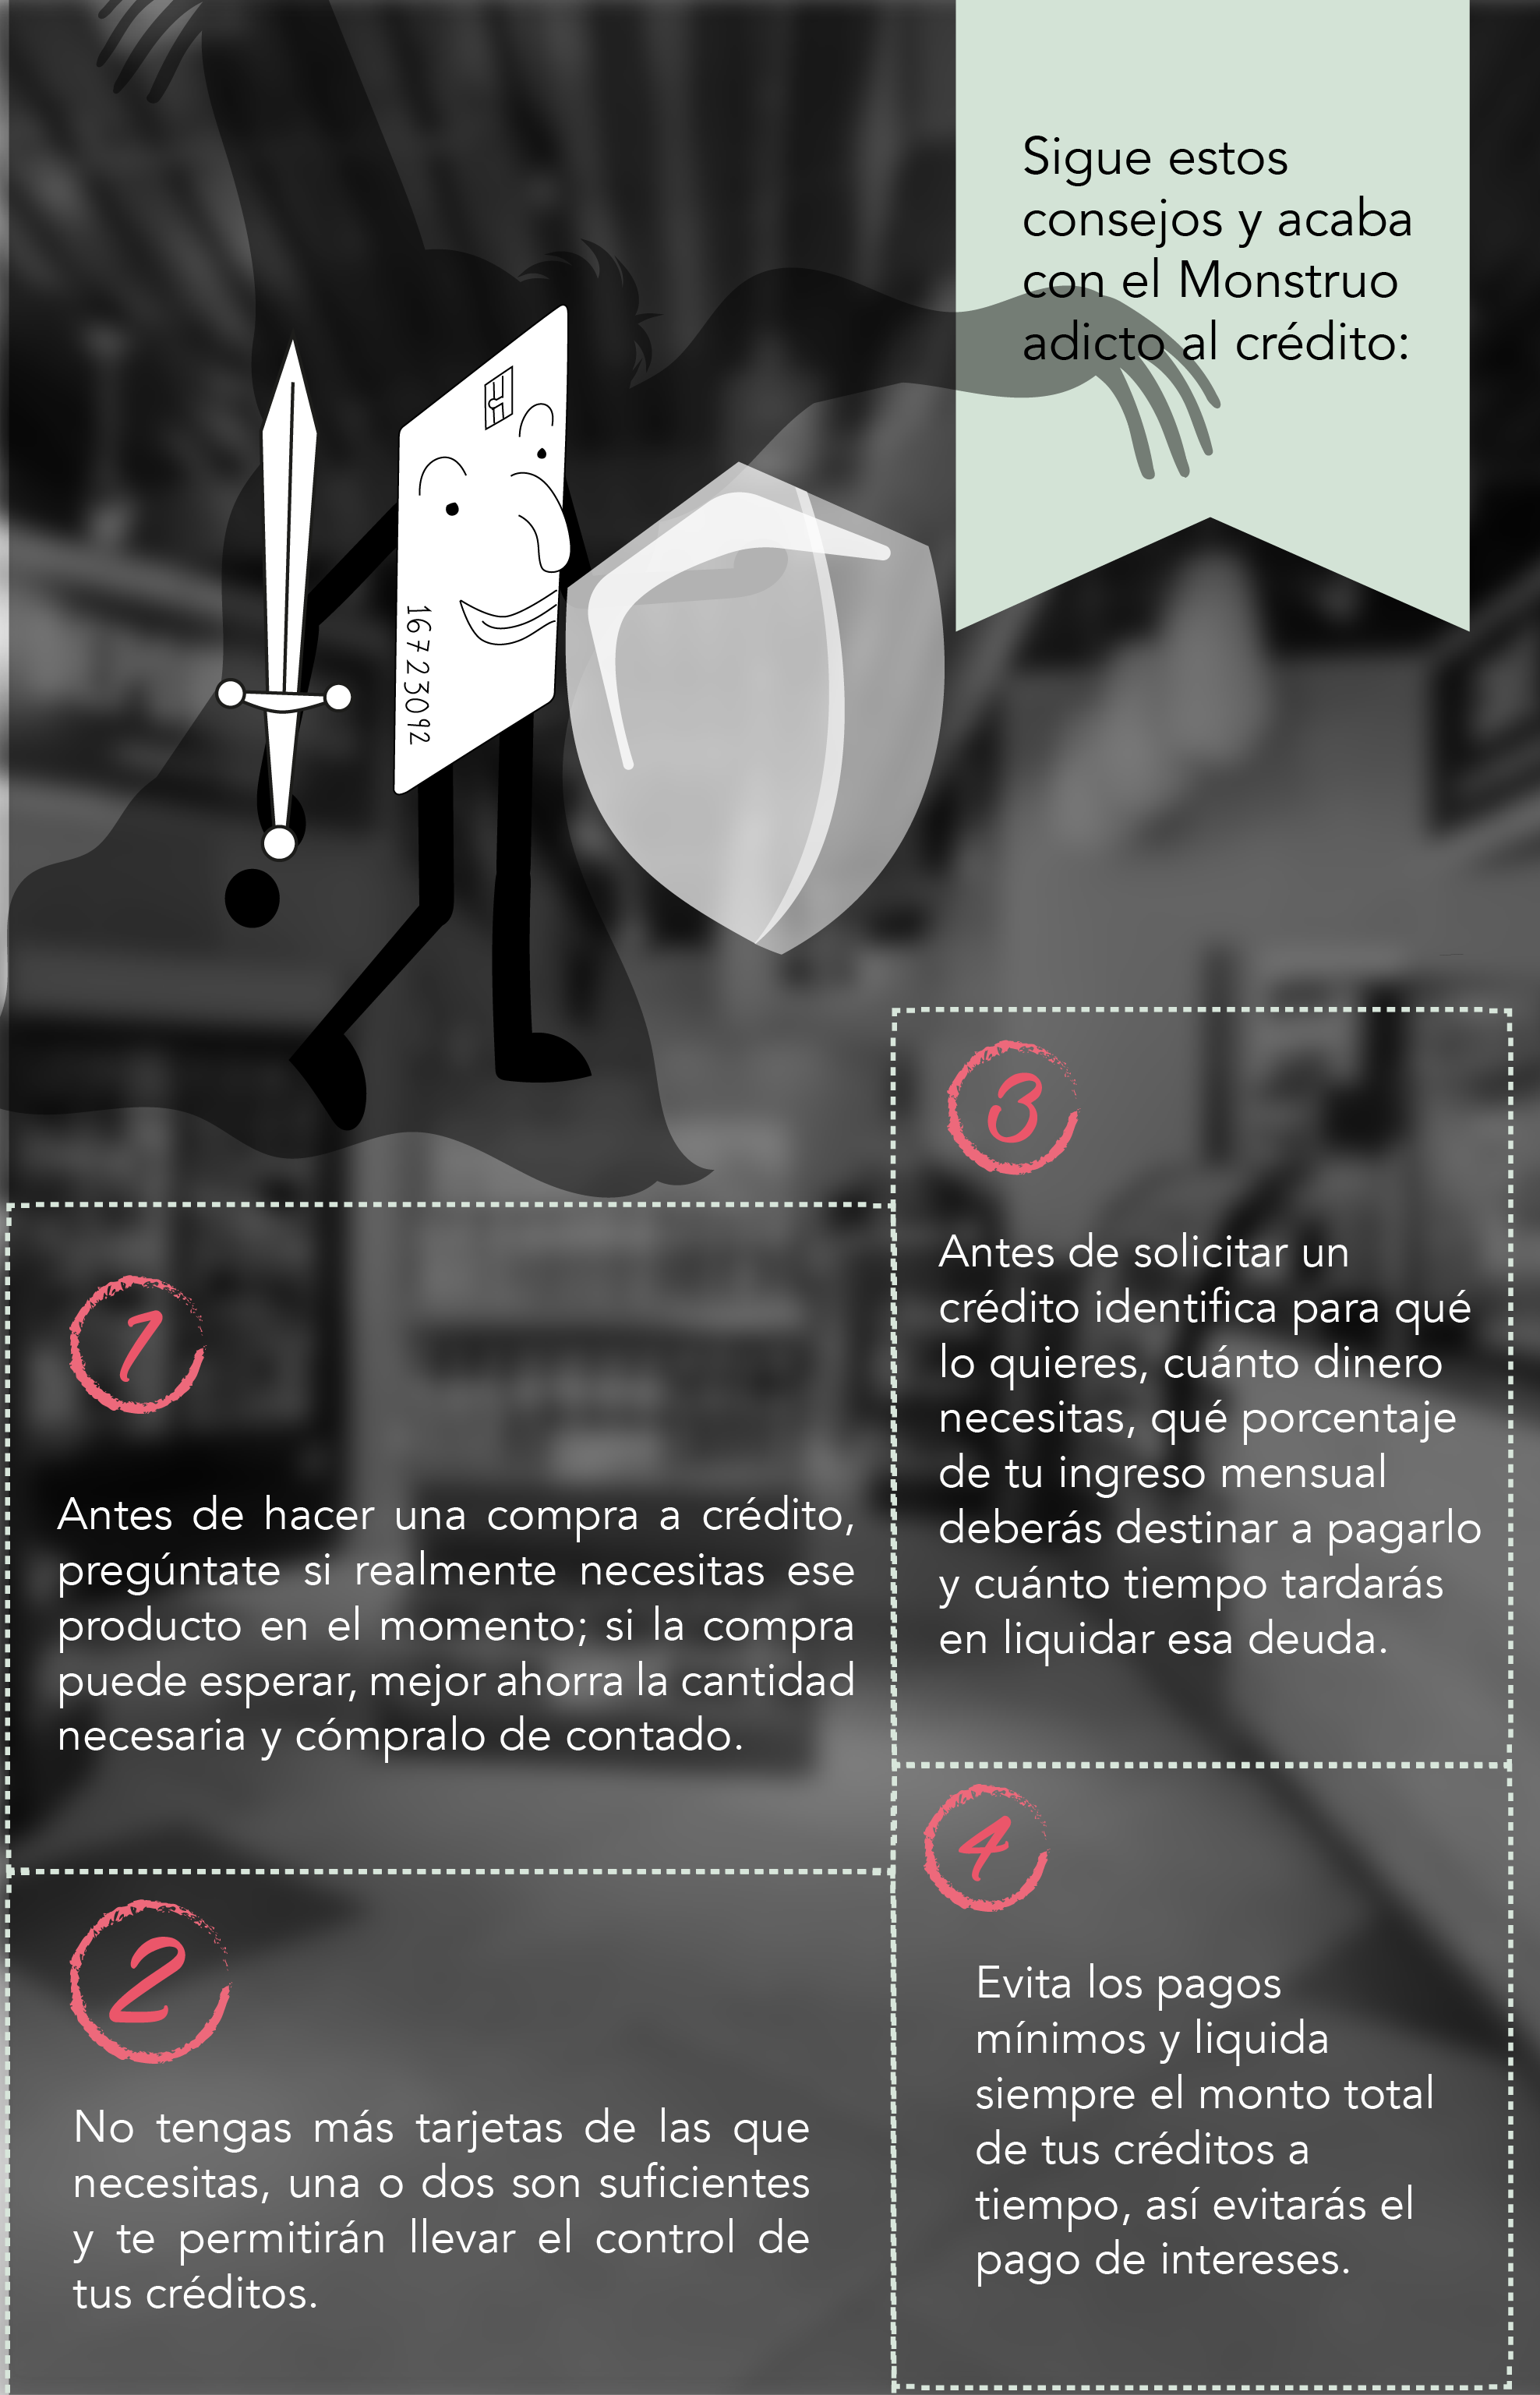 Sigue estos
consejos y acaba
con el Monstruo
adicto al crédito:
16723092
1
Antes de hacer una compra a crédito,
pregúntate si realmente necesitas ese
producto en el momento; si la compra
puede esperar, mejor ahorra la cantidad
necesaria y cómpralo de contado.
2
No tengas más tarjetas de las que
necesitas, una o dos son suficientes
y te permitirán llevar el control de
tus créditos.
3
Antes de solicitar un
crédito identifica para qué
lo quieres, cuánto dinero
necesitas, qué porcentaje
de tu ingreso mensual
deberás destinar a pagarlo
y cuánto tiempo tardarás
en liquidar esa deuda.
4
Evita los pagos
mínimos y liquida
siempre el monto total
de tus créditos a
tiempo, así evitarás el
pago de intereses.